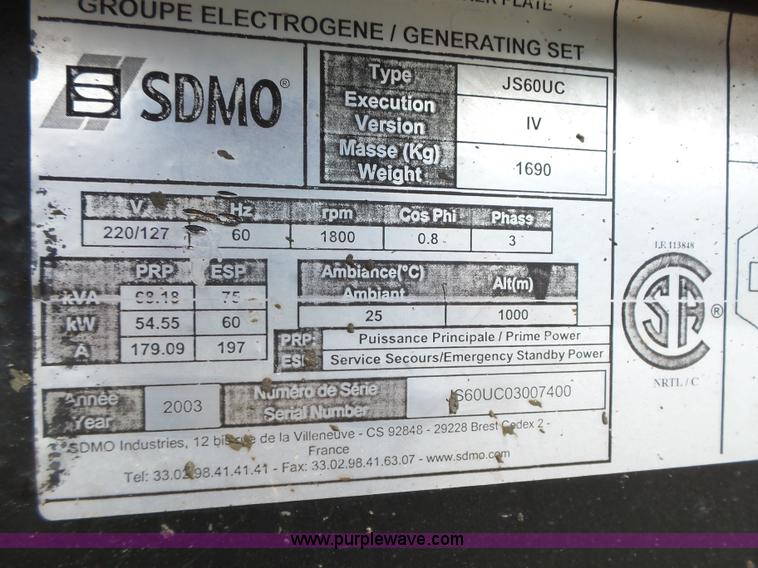 PLATE
GROUPE ELECTROGENE / GENERATING SET
SDMO®
Type JS60UC
Execution
Version IV
Masse (Kg)
Weight 1690
V Hz rpm Cos Phi Phase
220/127 60 1800 0.8 3
PRP ESP
kVA 68.18 75
kW 54.55 60
A 179.09 197
Ambiance(°C)
Ambiant Alt(m)
25 1000
PRP: Puissance Principale / Prime Power
ESP Service Secours/Emergency Standby Power
Année
Year 2003
Numéro de Série
Serial Number JS60UC03007400
SDMO Industries, 12 bis rue de la Villeneuve - CS 92848 - 29228 Brest Cedex 2 -
France
Tel: 33.02.98.41.41.41 - Fax: 33.02.98.41.63.07 - www.sdmo.com
LE 113848
CSA®
NRTL / C
www.purplewave.com